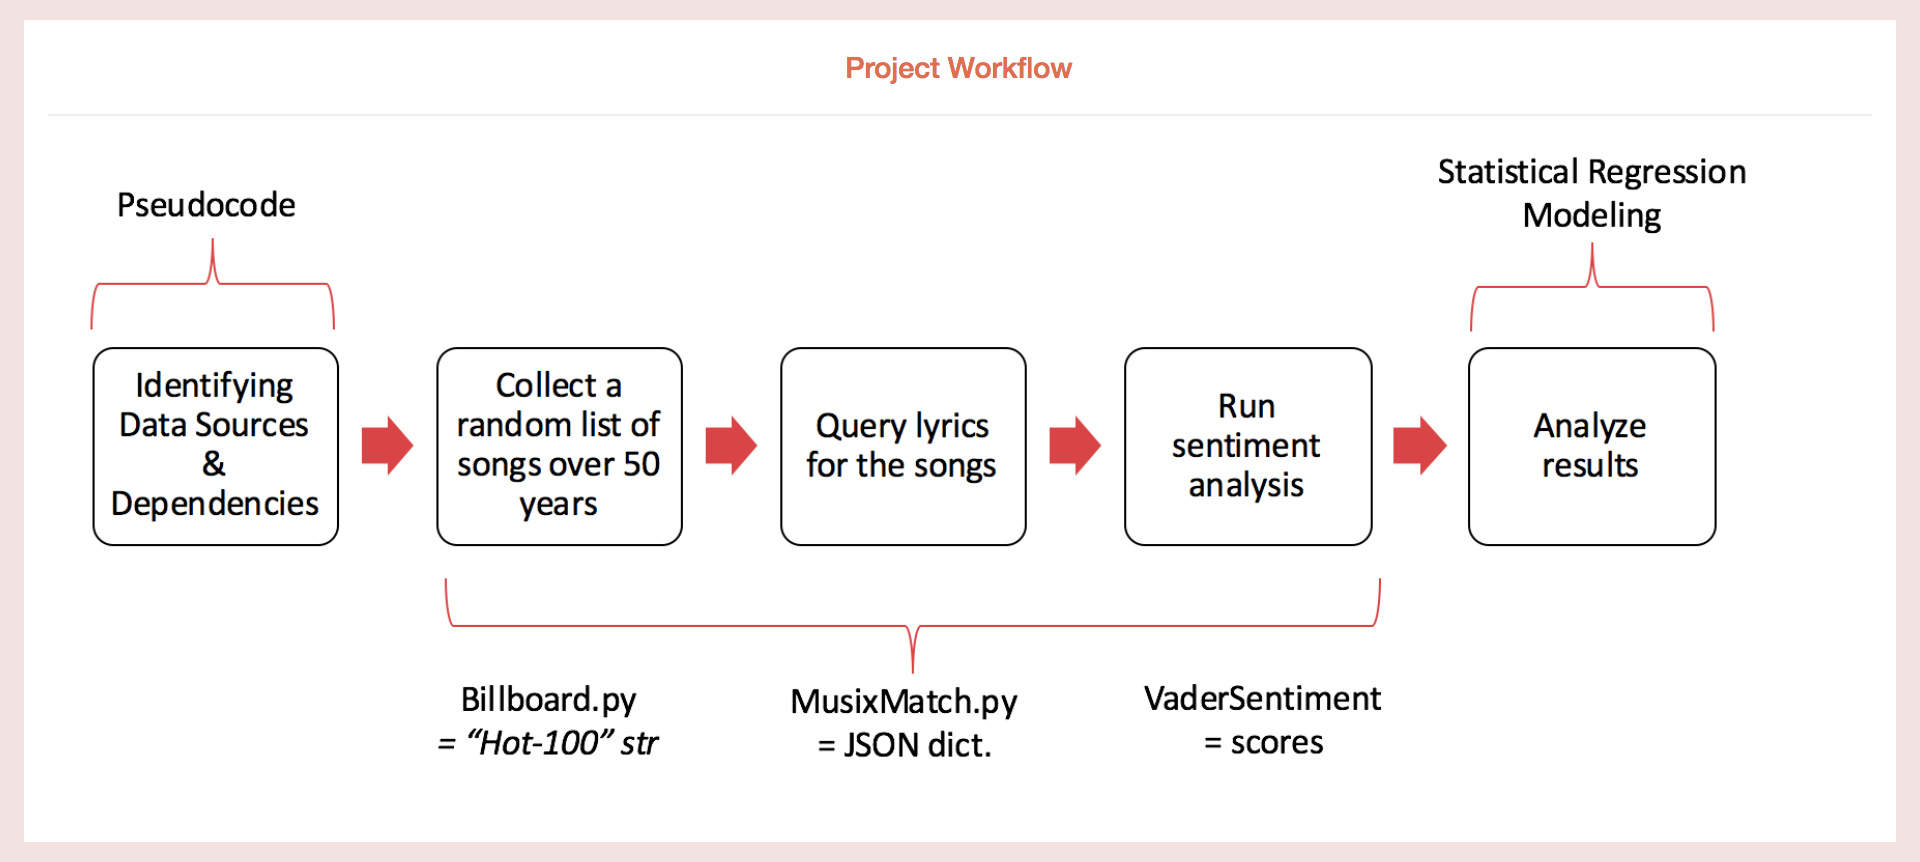 Project Workflow
Pseudocode
Statistical Regression
Modeling
Identifying
Data Sources
&
Dependencies
Collect a
random list of
songs over 50
years
Query lyrics
for the songs
Run
sentiment
analysis
Analyze
results
Billboard.py
= “Hot-100” str
MusixMatch.py
= JSON dict.
VaderSentiment
= scores